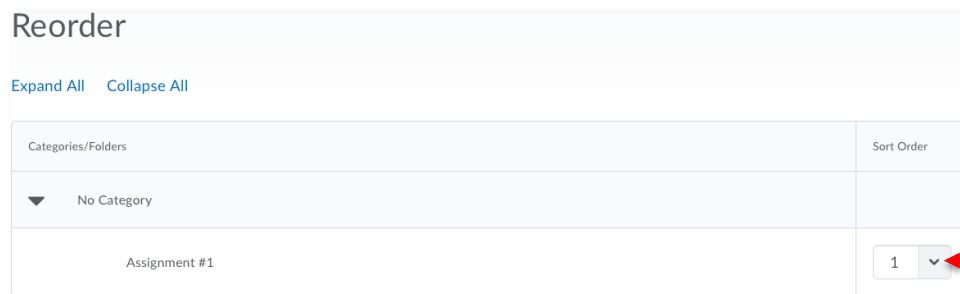 Reorder
Expand All Collapse All
Categories/Folders Sort Order
No Category
Assignment #1 1